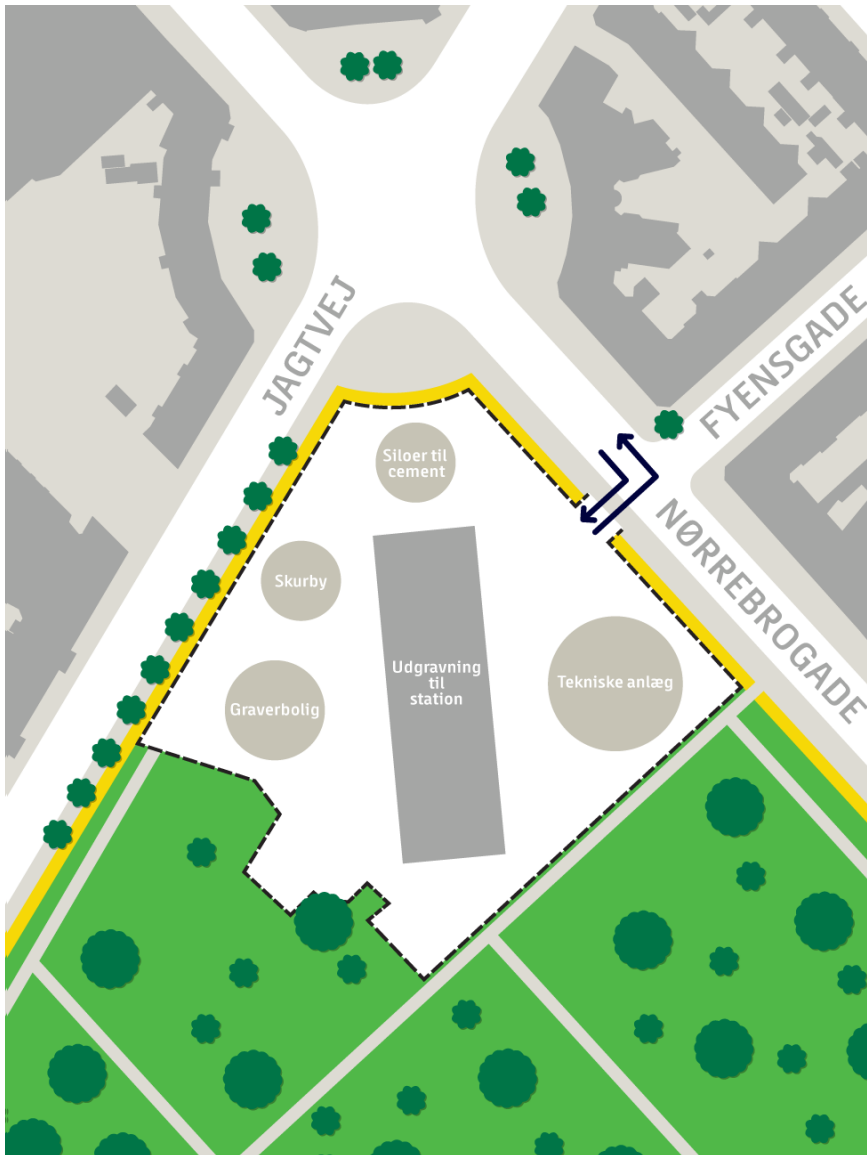 JAGTVEJ
FYENSGADE
Siloer til
cement
NØRREBROGADE
Skurby
Udgravning
til
station
Tekniske anlæg
Graverbolig